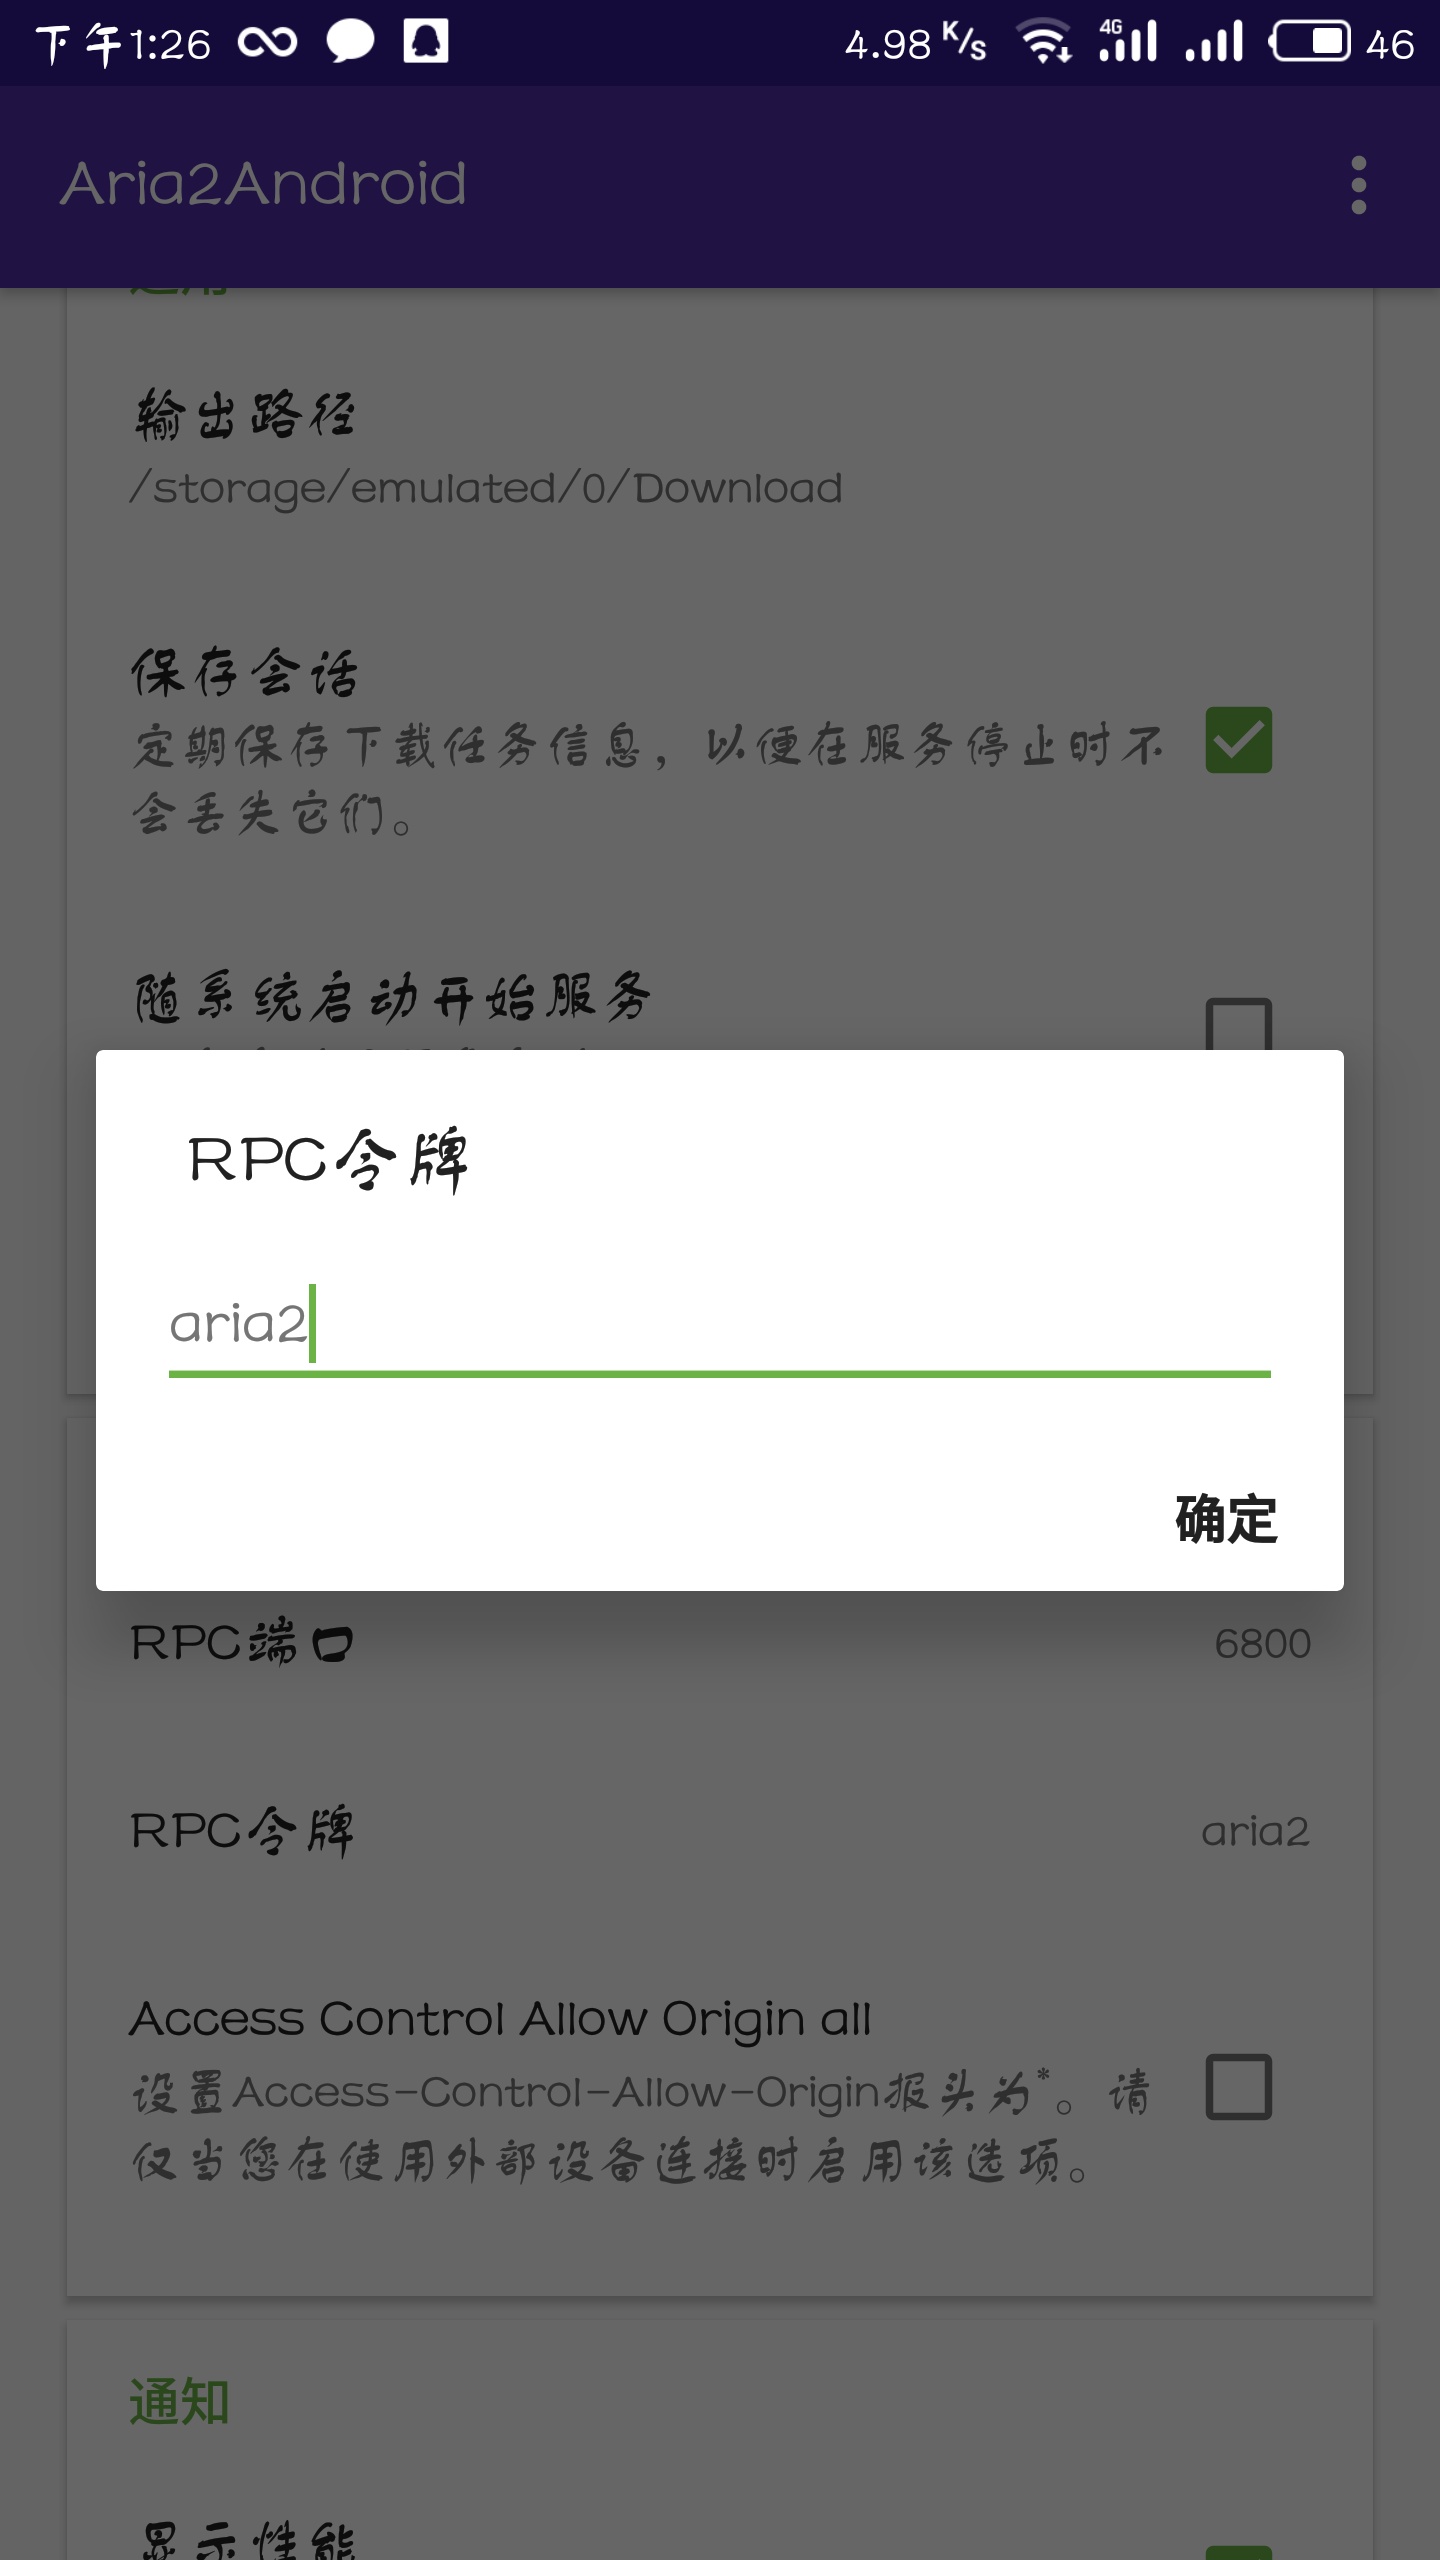 下午1:26
4.98 K/s
4G
46
Aria2Android
输出路径
/storage/emulated/0/Download
保存会话
定期保存下载任务信息，以便在服务停止时不
会丢失它们。
随系统启动开始服务
RPC令牌
aria2
确定
RPC端口
6800
RPC令牌
aria2
Access Control Allow Origin all
设置Access-Control-Allow-Origin报头为*。请
仅当您在使用外部设备连接时启用该选项。
通知
显示性能